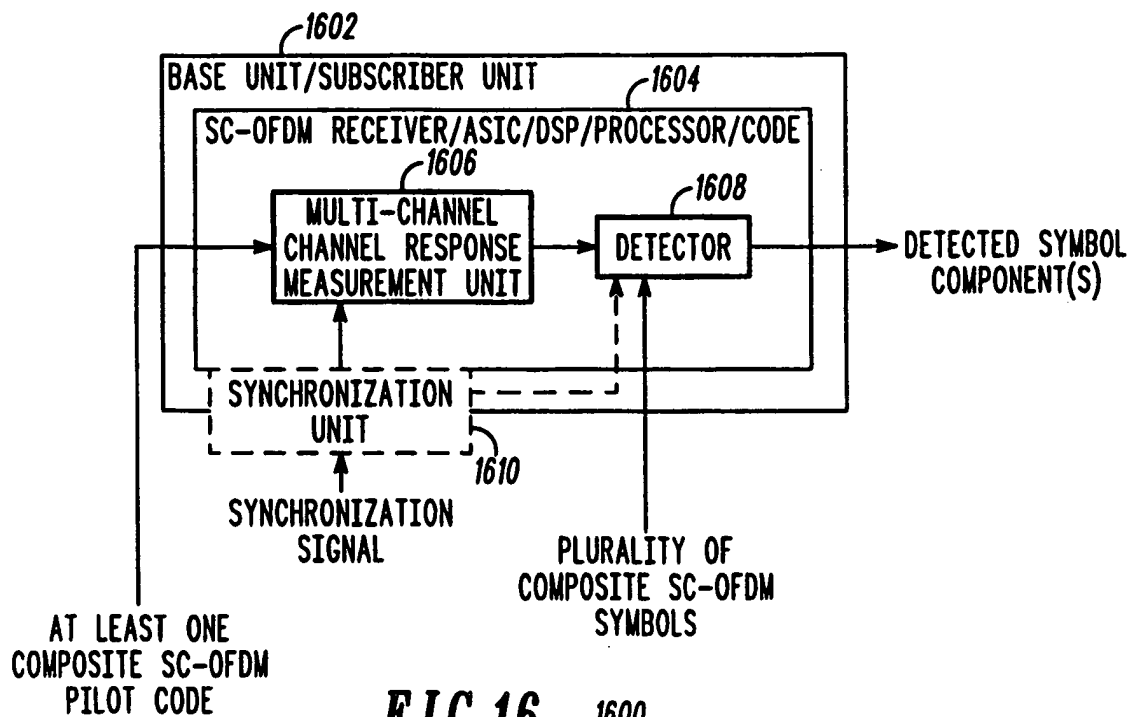 1602
BASE UNIT/SUBSCRIBER UNIT
1604
SC-OFDM RECEIVER/ASIC/DSP/PROCESSOR/CODE
1606
MULTI-CHANNEL
CHANNEL RESPONSE
MEASUREMENT UNIT
1608
DETECTOR
DETECTED SYMBOL
COMPONENT(S)
SYNCHRONIZATION
UNIT
1610
SYNCHRONIZATION
SIGNAL
PLURALITY OF
COMPOSITE SC-OFDM
SYMBOLS
AT LEAST ONE
COMPOSITE SC-OFDM
PILOT CODE
FIG.16
1600